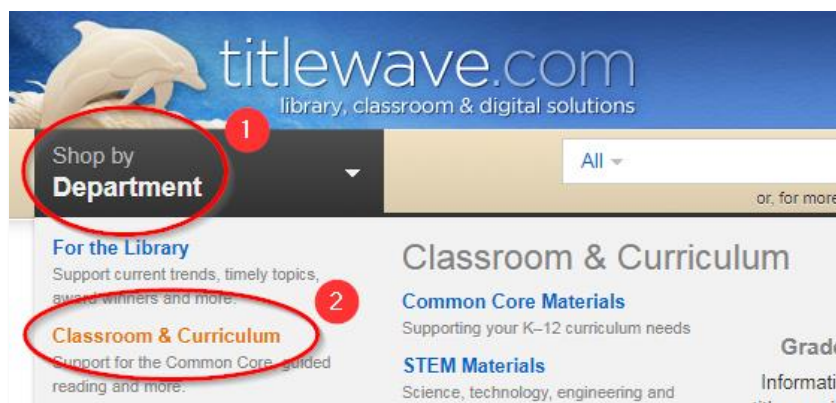 titlewave.com
library, classroom & digital solutions
1
Shop by
Department
All
or, for more
For the Library
Support current trends, timely topics,
award winners and more.
2
Classroom & Curriculum
Support for the Common Core, guided
reading and more.
Classroom & Curriculum
Common Core Materials
Supporting your K–12 curriculum needs
STEM Materials
Science, technology, engineering and
Grade
Informati